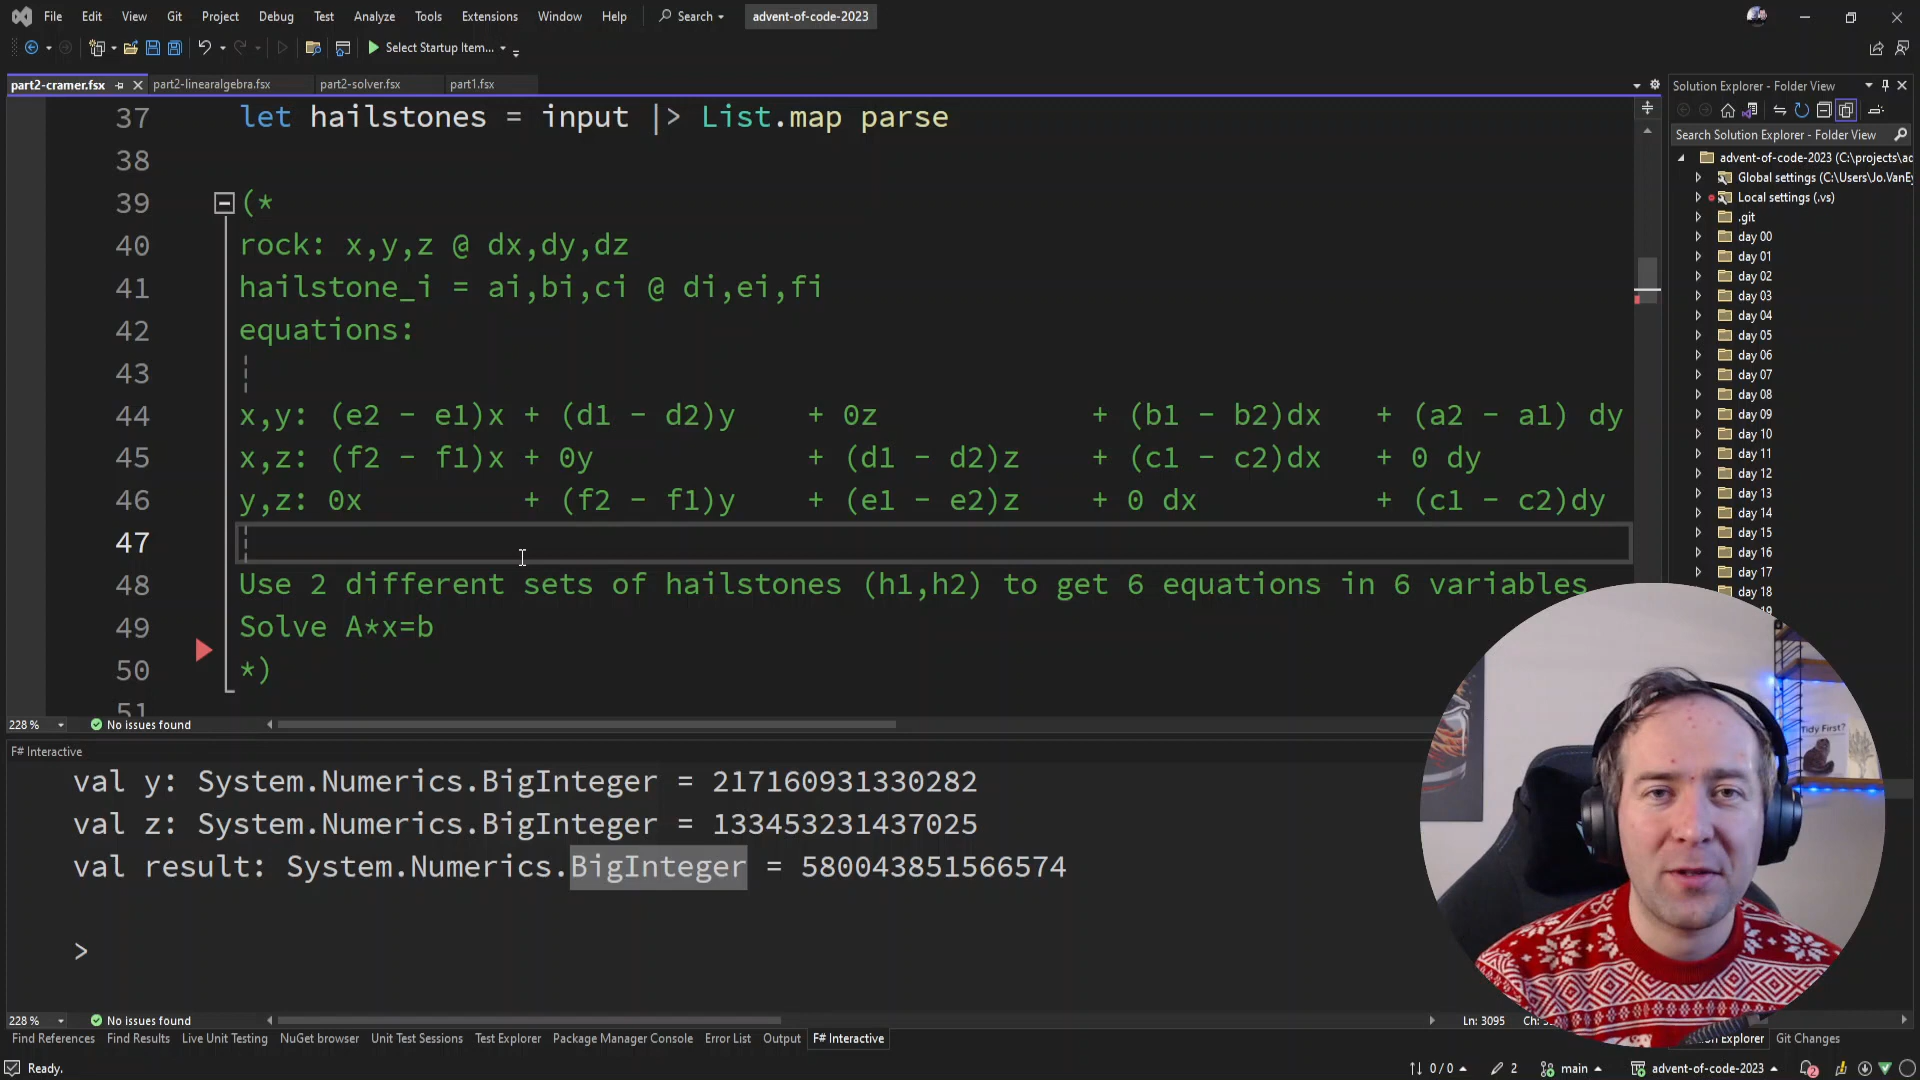 File Edit View Git Project Debug Test Analyze Tools Extensions Window Help Search advent-of-code-2023
Select Startup Item...
part2-cramer.fsx part2-linearalgebra.fsx part2-solver.fsx part1.fsx
37 let hailstones = input |> List.map parse
38
39 (*
40 rock: x,y,z @ dx,dy,dz
41 hailstone_i = ai,bi,ci @ di,ei,fi
42 equations:
43
44 x,y: (e2 - e1)x + (d1 - d2)y + 0z + (b1 - b2)dx + (a2 - a1) dy
45 x,z: (f2 - f1)x + 0y + (d1 - d2)z + (c1 - c2)dx + 0 dy
46 y,z: 0x + (f2 - f1)y + (e1 - e2)z + 0 dx + (c1 - c2)dy
47
48 Use 2 different sets of hailstones (h1,h2) to get 6 equations in 6 variables
49 Solve A*x=b
50 *)
51
228 % No issues found
F# Interactive
val y: System.Numerics.BigInteger = 217160931330282
val z: System.Numerics.BigInteger = 133453231437025
val result: System.Numerics.BigInteger = 580043851566574
>
228 % No issues found Ln: 3095
Find References Find Results Live Unit Testing NuGet browser Unit Test Sessions Test Explorer Package Manager Console Error List Output F# Interactive
Ready. 0 / 0 2 main advent-of-code-2023
Solution Explorer - Folder View
Search Solution Explorer - Folder View
advent-of-code-2023 (C:\projects\ad
Global settings (C:\Users\Jo.VanEy
Local settings (.vs)
.git
day 00
day 01
day 02
day 03
day 04
day 05
day 06
day 07
day 08
day 09
day 10
day 11
day 12
day 13
day 14
day 15
day 16
day 17
day 18
Explorer Git Changes
Tidy First?